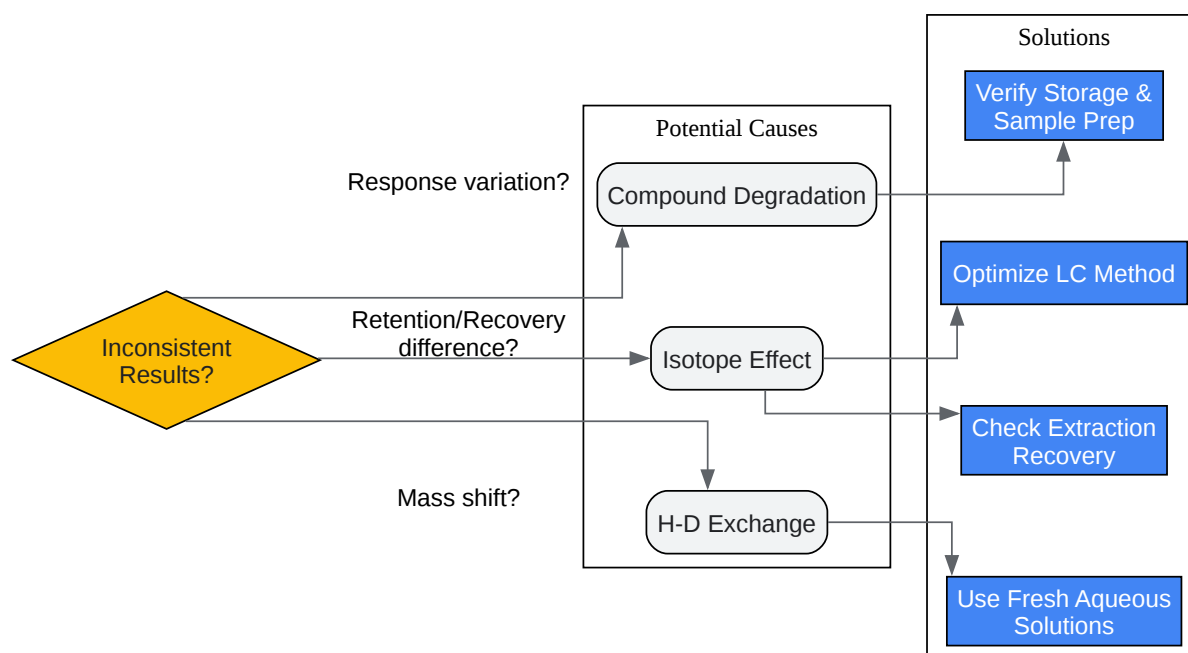 Solutions
Verify Storage &
Sample Prep
Potential Causes
Response variation?
Compound Degradation
Optimize LC Method
Retention/Recovery
difference?
Inconsistent
Results?
Isotope Effect
Check Extraction
Recovery
Mass shift?
H-D Exchange
Use Fresh Aqueous
Solutions